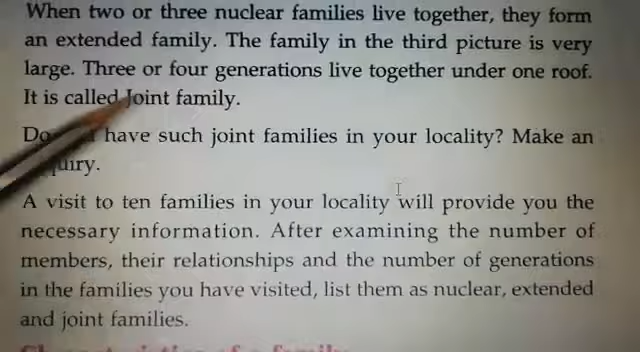 When two or three nuclear families live together, they form
an extended family. The family in the third picture is very
large. Three or four generations live together under one roof.
It is called Joint family.
have such joint families in your locality? Make an
A visit to ten families in your locality will provide you the
necessary information. After examining the number of
members, their relationships and the number of generations
in the families you have visited, list them as nuclear, extended
and joint families.